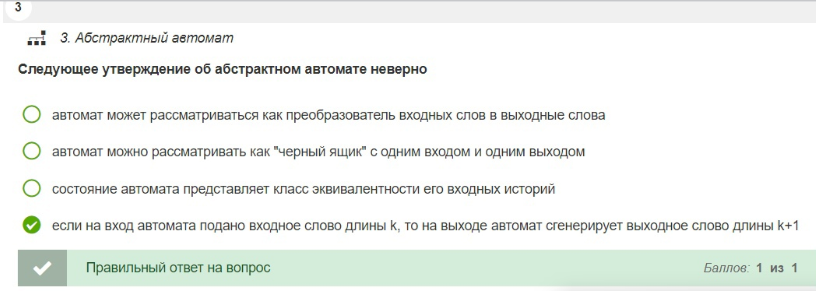 3
3. Абстрактный автомат
Следующее утверждение об абстрактном автомате неверно
автомат может рассматриваться как преобразователь входных слов в выходные слова
автомат можно рассматривать как "черный ящик" с одним входом и одним выходом
состояние автомата представляет класс эквивалентности его входных историй
если на вход автомата подано входное слово длины k, то на выходе автомат сгенерирует выходное слово длины k+1
Правильный ответ на вопрос Баллов: 1 из 1